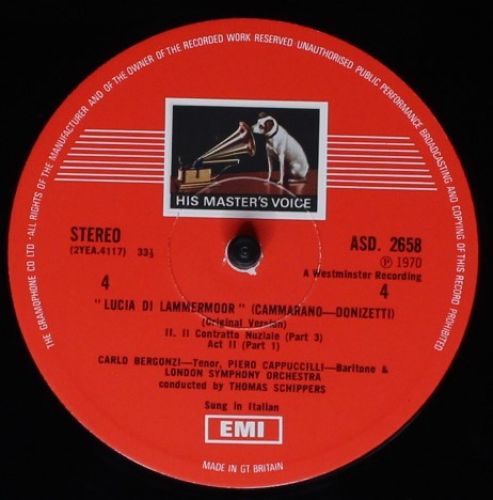 THE GRAMOPHONE CO LTD - ALL RIGHTS OF THE MANUFACTURER AND OF THE OWNER OF THE RECORDED WORK RESERVED UNAUTHORISED PUBLIC PERFORMANCE BROADCASTING AND COPYING OF THIS RECORD PROHIBITED
HIS MASTER'S VOICE
STEREO
(2YEA.4117) 33⅓
ASD. 2658
℗ 1970
A Westminster Recording
4
4
" LUCIA DI LAMMERMOOR " (CAMMARANO—DONIZETTI)
(Original Version)
II. Il Contratto Nuziale (Part 3)
Act II (Part 1)
CARLO BERGONZI—Tenor, PIERO CAPPUCCILLI—Baritone &
LONDON SYMPHONY ORCHESTRA
conducted by THOMAS SCHIPPERS
Sung in Italian
EMI
MADE IN GT BRITAIN